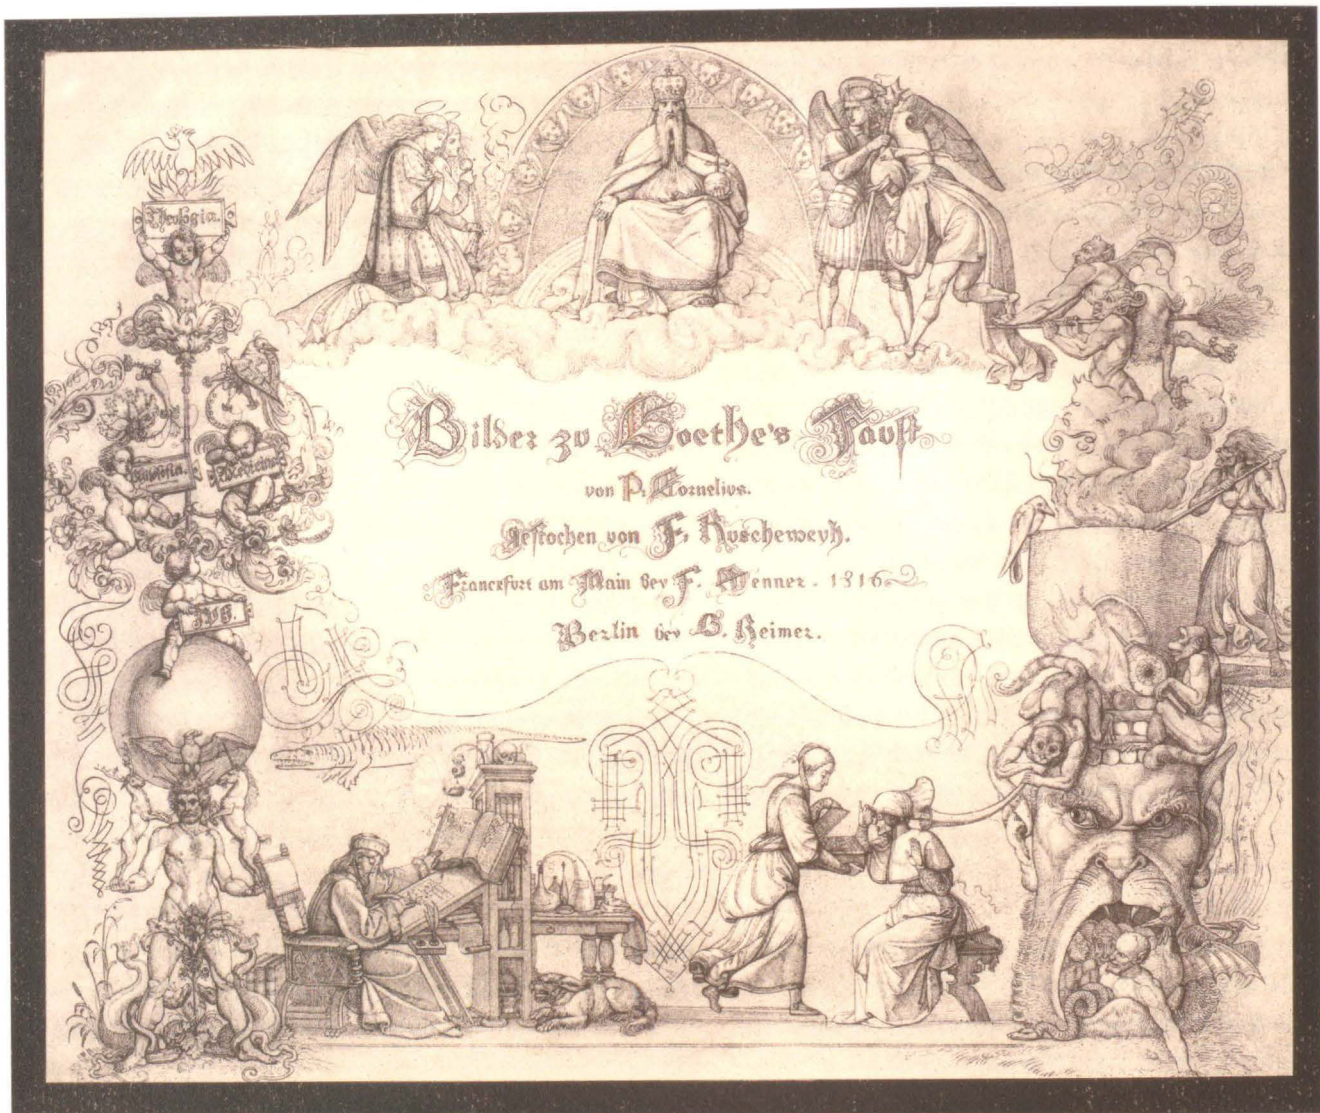 Theologia.
Medicina
JUS.
Bilder zu Goethe's Faust
von P. Cornelius.
Gestochen von F. Ruscheweyh.
Franckfurt am Main bey F. Wenner. 1816
Berlin bey G. Reimer.